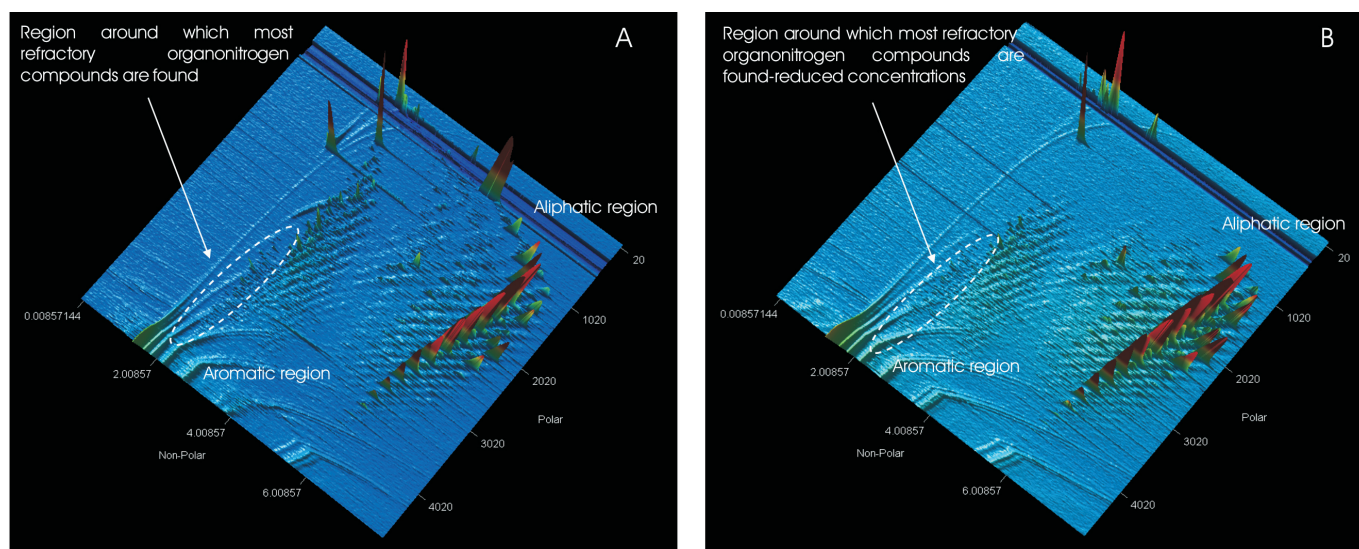 A
Region around which most
refractory organonitrogen
compounds are found
Aliphatic region
20
0.00857144
1020
2.00857
Aromatic region
2020
Polar
4.00857
3020
Non-Polar
6.00857
4020
B
Region around which most refractory
organonitrogen compounds are
found-reduced concentrations
Aliphatic region
20
0.00857144
1020
2.00857
Aromatic region
2020
Polar
4.00857
3020
Non-Polar
6.00857
4020